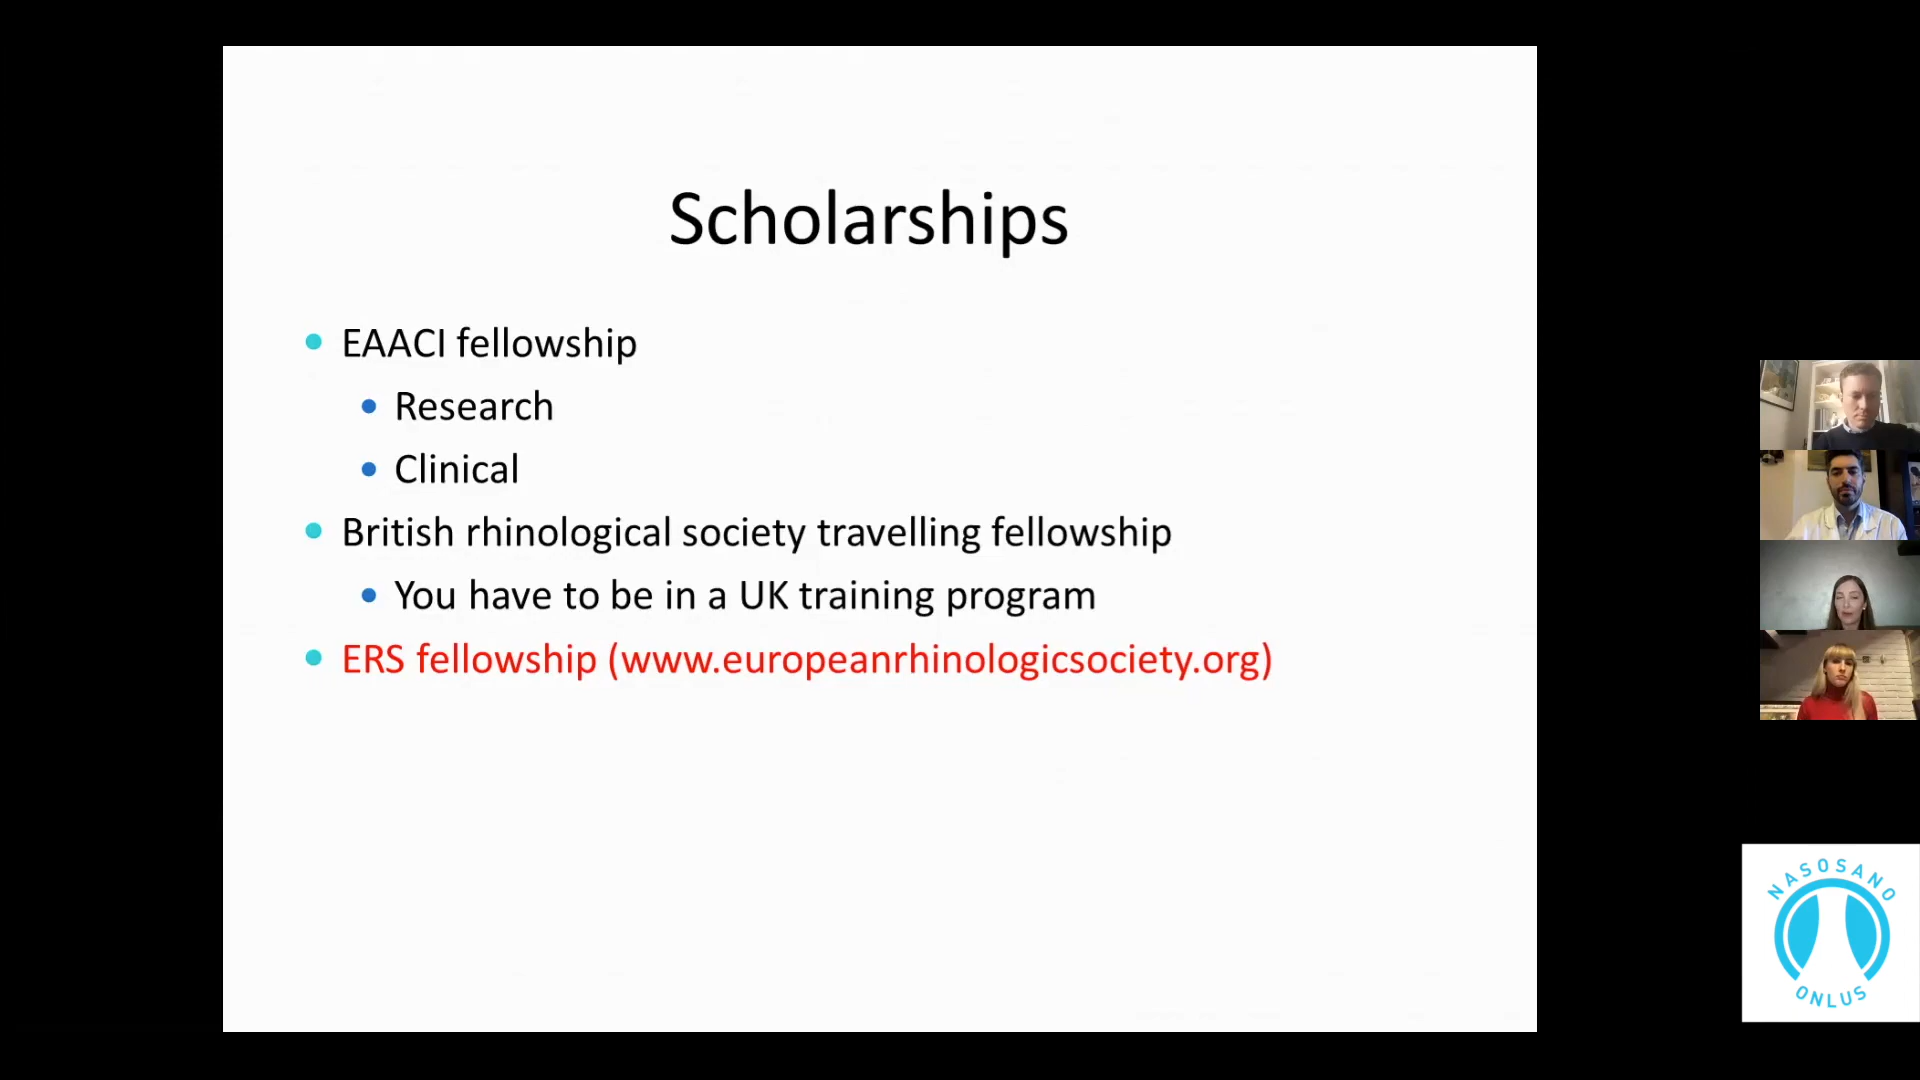 Scholarships
EAACI fellowship
Research
Clinical
British rhinological society travelling fellowship
You have to be in a UK training program
ERS fellowship (www.europeanrhinologicsociety.org)
NASOSANO
ONLUS